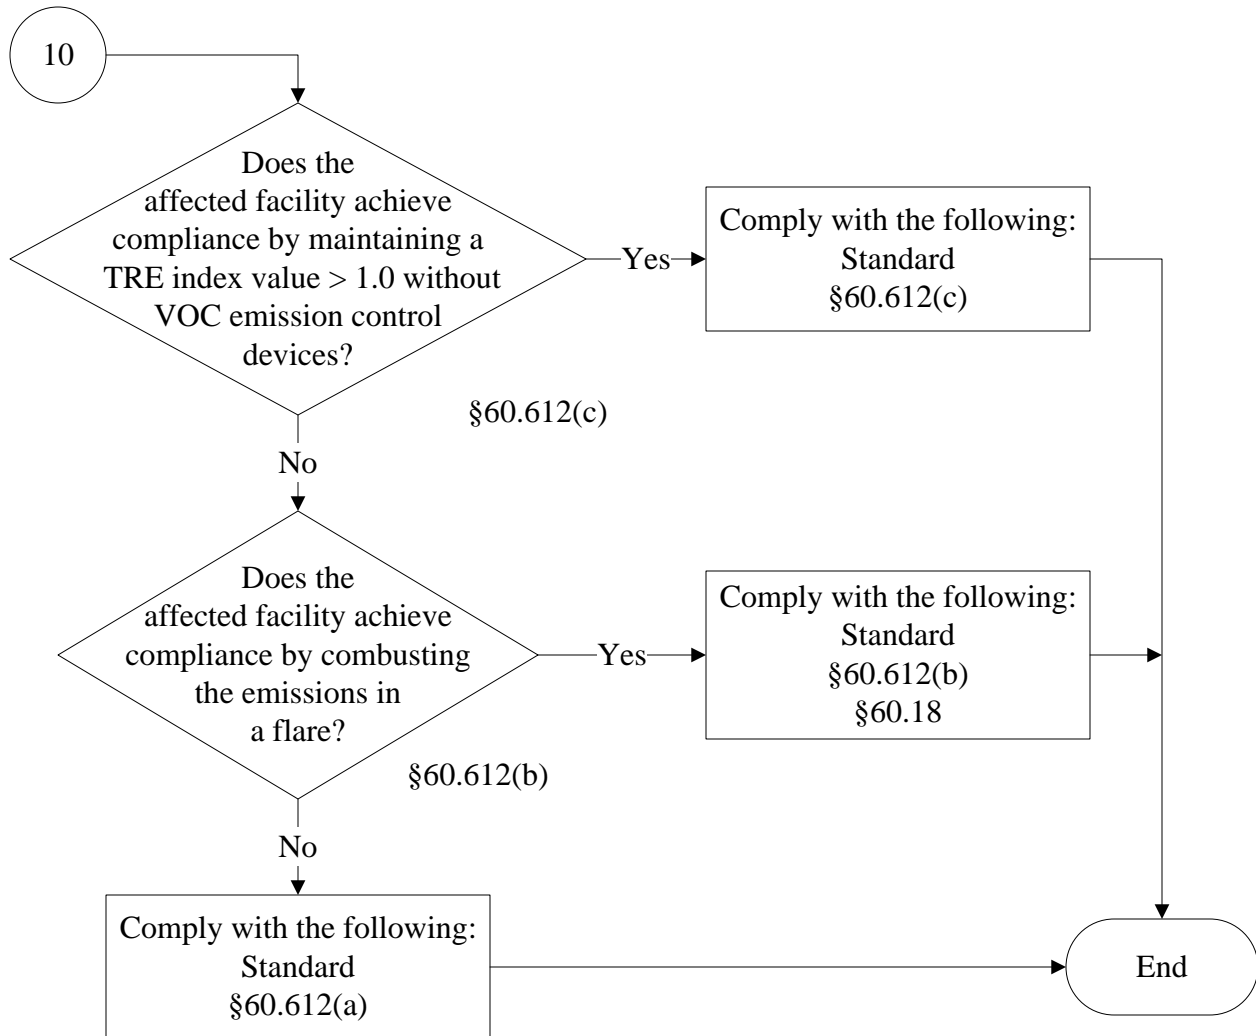 10
Does the
affected facility achieve
compliance by maintaining a
TRE index value > 1.0 without
VOC emission control
devices?
Yes
Comply with the following:
Standard
§60.612(c)
§60.612(c)
No
Does the
affected facility achieve
compliance by combusting
the emissions in
a flare?
Yes
Comply with the following:
Standard
§60.612(b)
§60.18
§60.612(b)
No
Comply with the following:
Standard
§60.612(a)
End